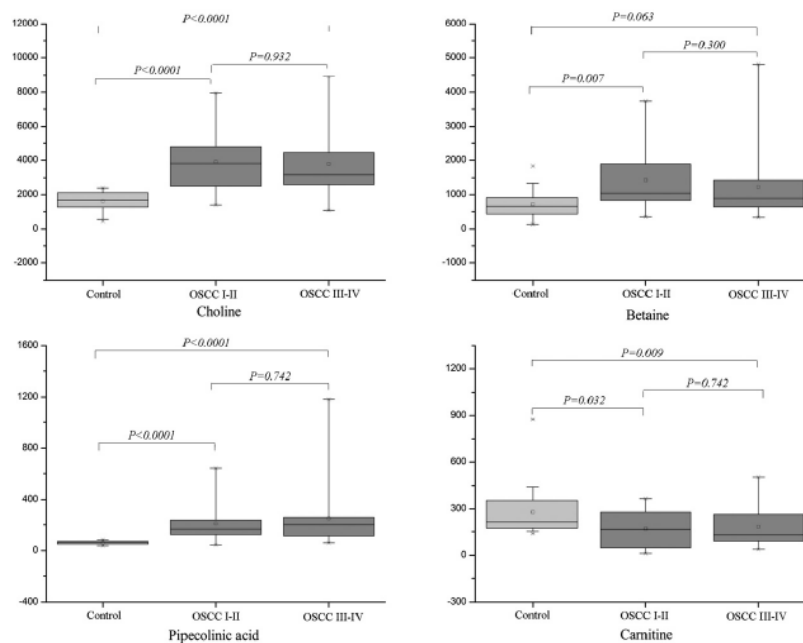 12000
10000
8000
6000
4000
2000
0
-2000
P<0.0001
P<0.0001
P=0.932
Control
OSCC I-II
OSCC III-IV
Choline
6000
5000
4000
3000
2000
1000
0
-1000
P=0.063
P=0.007
P=0.300
Control
OSCC I-II
OSCC III-IV
Betaine
1600
1200
800
400
0
-400
P<0.0001
P<0.0001
P=0.742
Control
OSCC I-II
OSCC III-IV
Pipecolinic acid
1200
900
600
300
0
-300
P=0.009
P=0.032
P=0.742
Control
OSCC I-II
OSCC III-IV
Carnitine